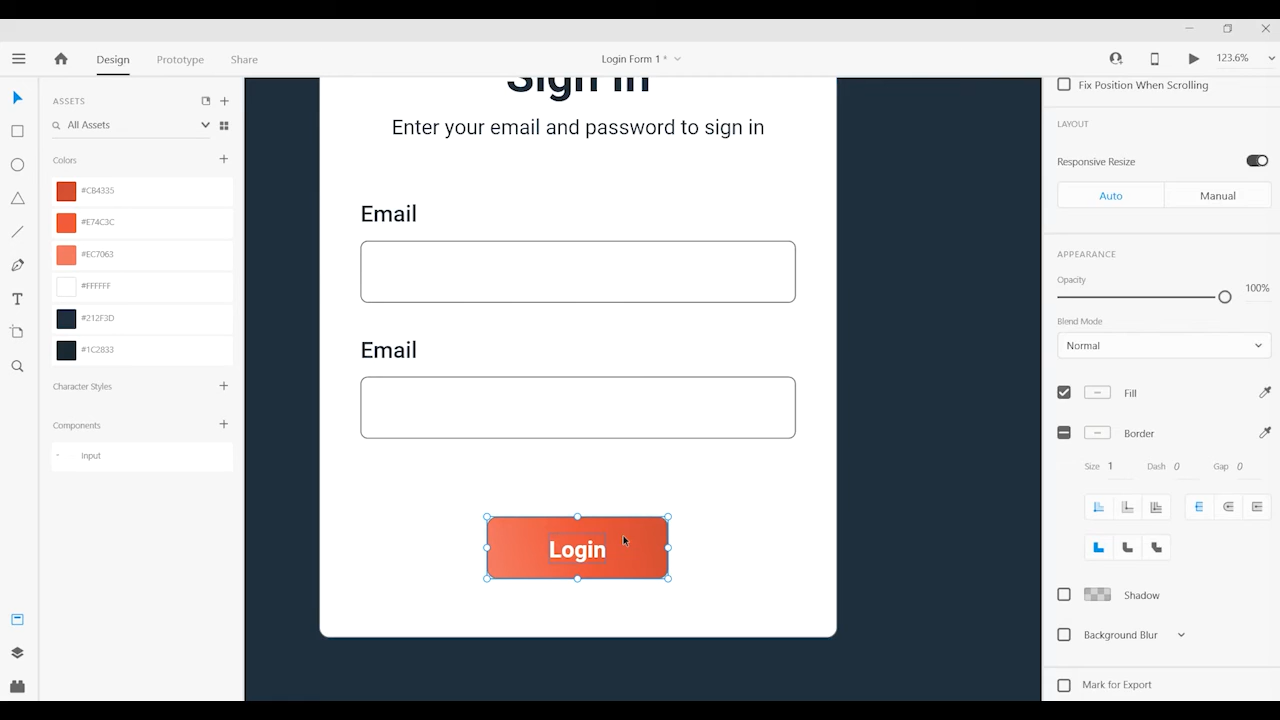 Design
Prototype
Share
Login Form 1 *
123.6%
ASSETS
All Assets
Colors
#CB4335
#E74C3C
#EC7063
#FFFFFF
#212F3D
#1C2833
Character Styles
Components
Input
Sign In
Enter your email and password to sign in
Email
Email
Login
Fix Position When Scrolling
LAYOUT
Responsive Resize
Auto
Manual
APPEARANCE
Opacity
100%
Blend Mode
Normal
Fill
Border
Size 1 Dash 0 Gap 0
Shadow
Background Blur
Mark for Export